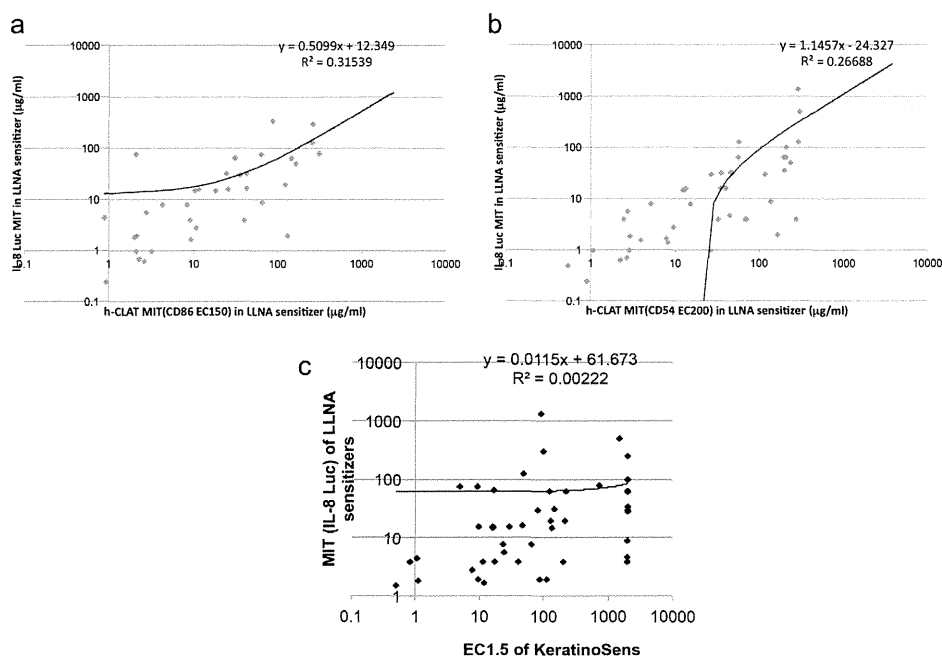 a
y = 0.5099x + 12.349
R² = 0.31539
IL-8 Luc MIT in LLNA sensitizer (µg/ml)
10000
1000
100
10
1
0.1
0.1
1
10
100
1000
10000
h-CLAT MIT(CD86 EC150) in LLNA sensitizer (µg/ml)
b
y = 1.1457x - 24.327
R² = 0.26688
IL-8 Luc MIT in LLNA sensitizer (µg/ml)
10000
1000
100
10
1
0.1
0.1
1
10
100
1000
10000
h-CLAT MIT(CD54 EC200) in LLNA sensitizer (µg/ml)
c
y = 0.0115x + 61.673
R² = 0.00222
MIT (IL-8 Luc) of LLNA
sensitizers
10000
1000
100
10
1
0.1
1
10
100
1000
10000
EC1.5 of KeratinoSens